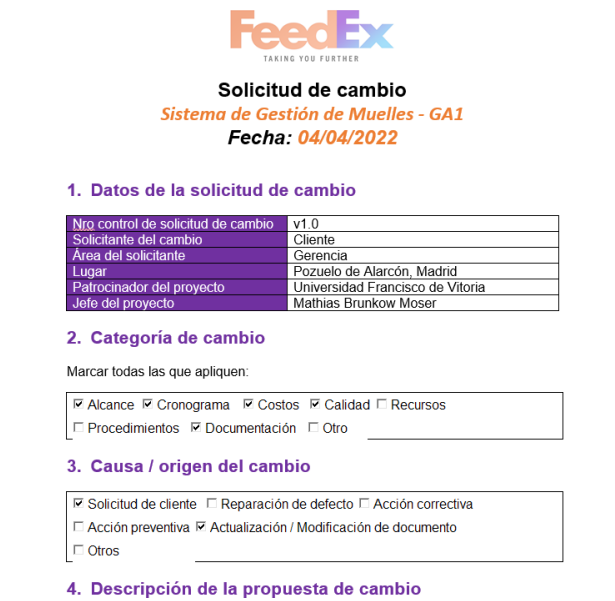 FeedEx
TAKING YOU FURTHER
Solicitud de cambio
Sistema de Gestión de Muelles - GA1
Fecha: 04/04/2022
1. Datos de la solicitud de cambio
Nro control de solicitud de cambio v1.0
Solicitante del cambio Cliente
Área del solicitante Gerencia
Lugar Pozuelo de Alarcón, Madrid
Patrocinador del proyecto Universidad Francisco de Vitoria
Jefe del proyecto Mathias Brunkow Moser
2. Categoría de cambio
Marcar todas las que apliquen:
☑ Alcance ☑ Cronograma ☑ Costos ☑ Calidad ☐ Recursos
☐ Procedimientos ☑ Documentación ☐ Otro
3. Causa / origen del cambio
☑ Solicitud de cliente ☐ Reparación de defecto ☐ Acción correctiva
☐ Acción preventiva ☑ Actualización / Modificación de documento
☐ Otros
4. Descripción de la propuesta de cambio